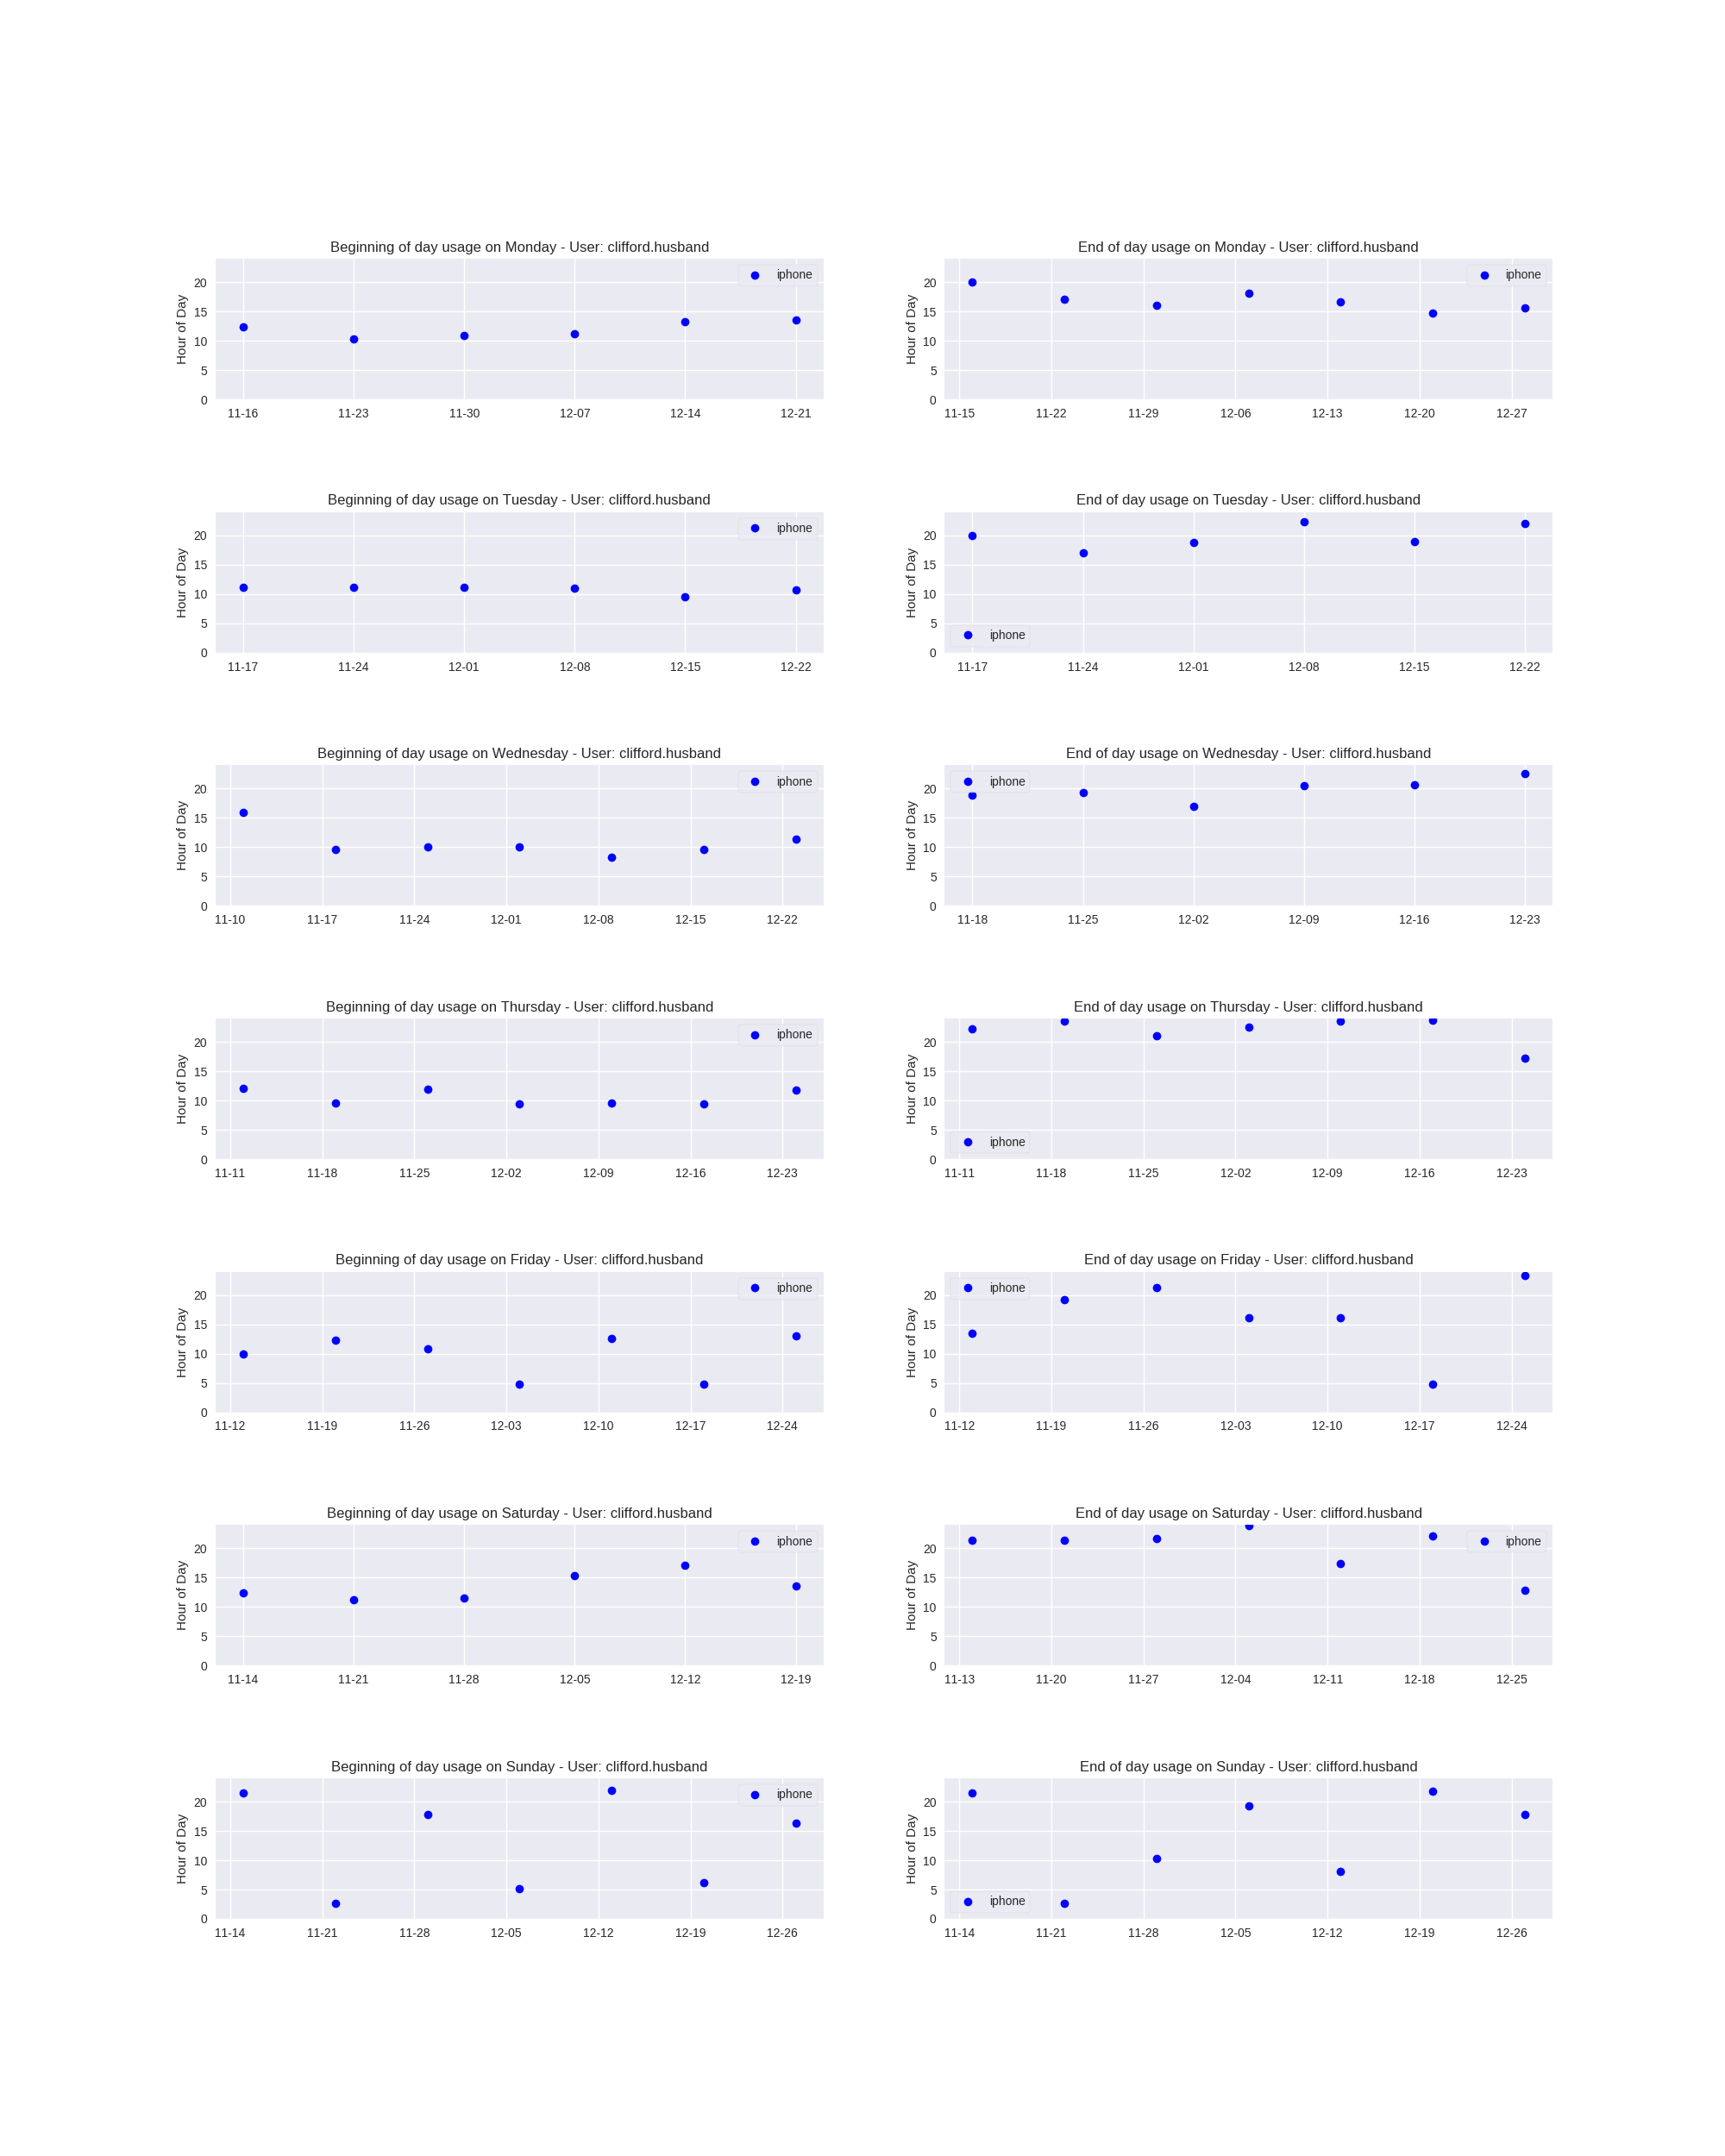 Beginning of day usage on Monday - User: clifford.husband
iphone
Hour of Day
20
15
10
5
0
11-16 11-23 11-30 12-07 12-14 12-21
End of day usage on Monday - User: clifford.husband
iphone
Hour of Day
20
15
10
5
0
11-15 11-22 11-29 12-06 12-13 12-20 12-27
Beginning of day usage on Tuesday - User: clifford.husband
iphone
Hour of Day
20
15
10
5
0
11-17 11-24 12-01 12-08 12-15 12-22
End of day usage on Tuesday - User: clifford.husband
Hour of Day
20
15
10
5
0
iphone
11-17 11-24 12-01 12-08 12-15 12-22
Beginning of day usage on Wednesday - User: clifford.husband
iphone
Hour of Day
20
15
10
5
0
11-10 11-17 11-24 12-01 12-08 12-15 12-22
End of day usage on Wednesday - User: clifford.husband
iphone
Hour of Day
20
15
10
5
0
11-18 11-25 12-02 12-09 12-16 12-23
Beginning of day usage on Thursday - User: clifford.husband
iphone
Hour of Day
20
15
10
5
0
11-11 11-18 11-25 12-02 12-09 12-16 12-23
End of day usage on Thursday - User: clifford.husband
Hour of Day
20
15
10
5
0
iphone
11-11 11-18 11-25 12-02 12-09 12-16 12-23
Beginning of day usage on Friday - User: clifford.husband
iphone
Hour of Day
20
15
10
5
0
11-12 11-19 11-26 12-03 12-10 12-17 12-24
End of day usage on Friday - User: clifford.husband
iphone
Hour of Day
20
15
10
5
0
11-12 11-19 11-26 12-03 12-10 12-17 12-24
Beginning of day usage on Saturday - User: clifford.husband
iphone
Hour of Day
20
15
10
5
0
11-14 11-21 11-28 12-05 12-12 12-19
End of day usage on Saturday - User: clifford.husband
iphone
Hour of Day
20
15
10
5
0
11-13 11-20 11-27 12-04 12-11 12-18 12-25
Beginning of day usage on Sunday - User: clifford.husband
iphone
Hour of Day
20
15
10
5
0
11-14 11-21 11-28 12-05 12-12 12-19 12-26
End of day usage on Sunday - User: clifford.husband
Hour of Day
20
15
10
5
0
iphone
11-14 11-21 11-28 12-05 12-12 12-19 12-26